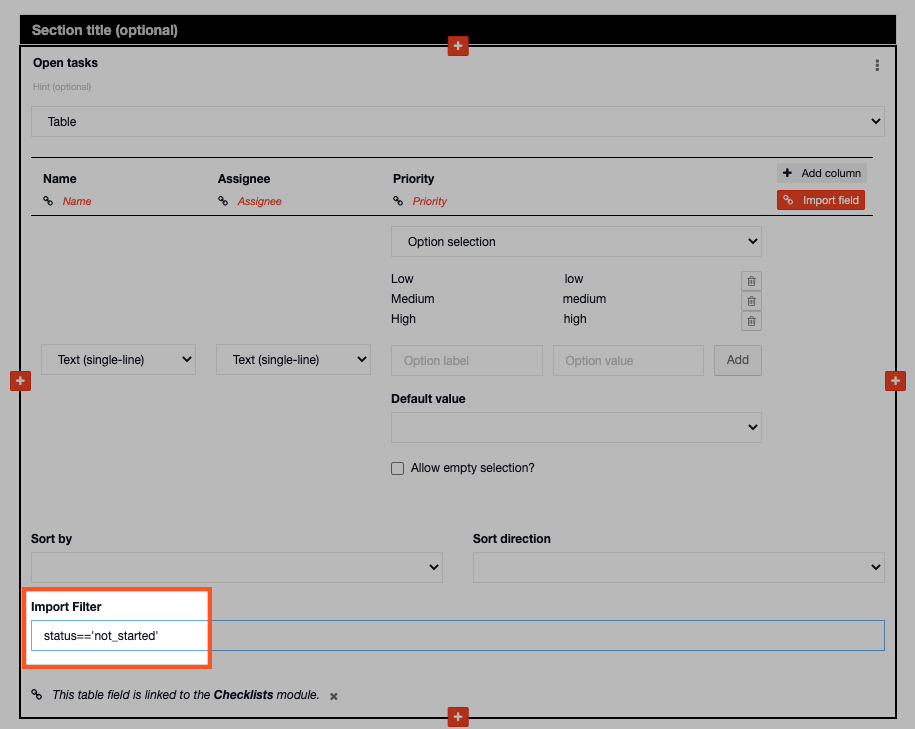 Section title (optional)
Open tasks
Hint (optional)
Table
Name Assignee Priority Add column
Name Assignee Priority Import field
Option selection
Low low
Medium medium
High high
Text (single-line) Text (single-line) Option label Option value Add
Default value
Allow empty selection?
Sort by Sort direction
Import Filter
status=='not_started'
This table field is linked to the Checklists module.